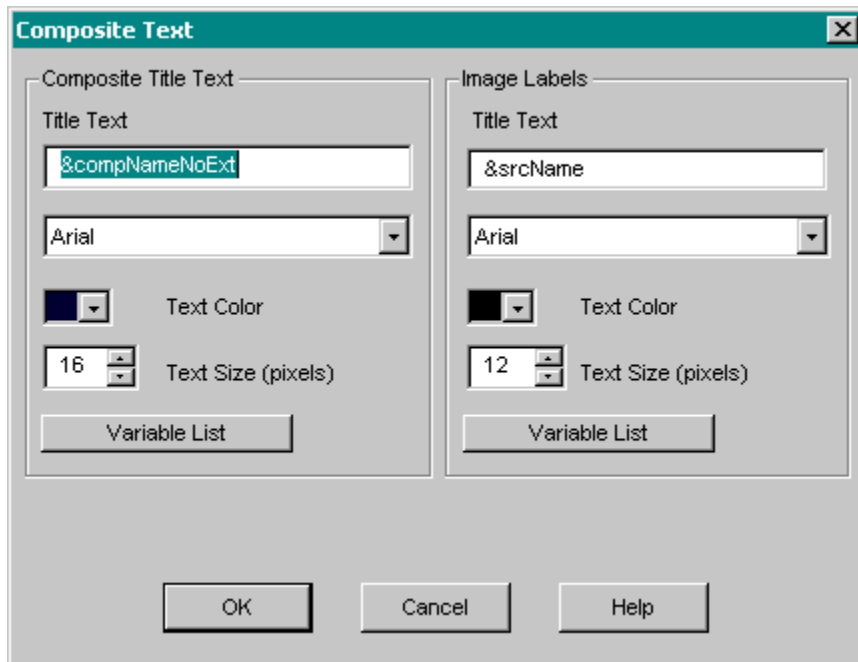 Composite Text
Composite Title Text
Title Text
&compNameNoExt
Arial
Text Color
16
Text Size (pixels)
Variable List
Image Labels
Title Text
&srcName
Arial
Text Color
12
Text Size (pixels)
Variable List
OK
Cancel
Help